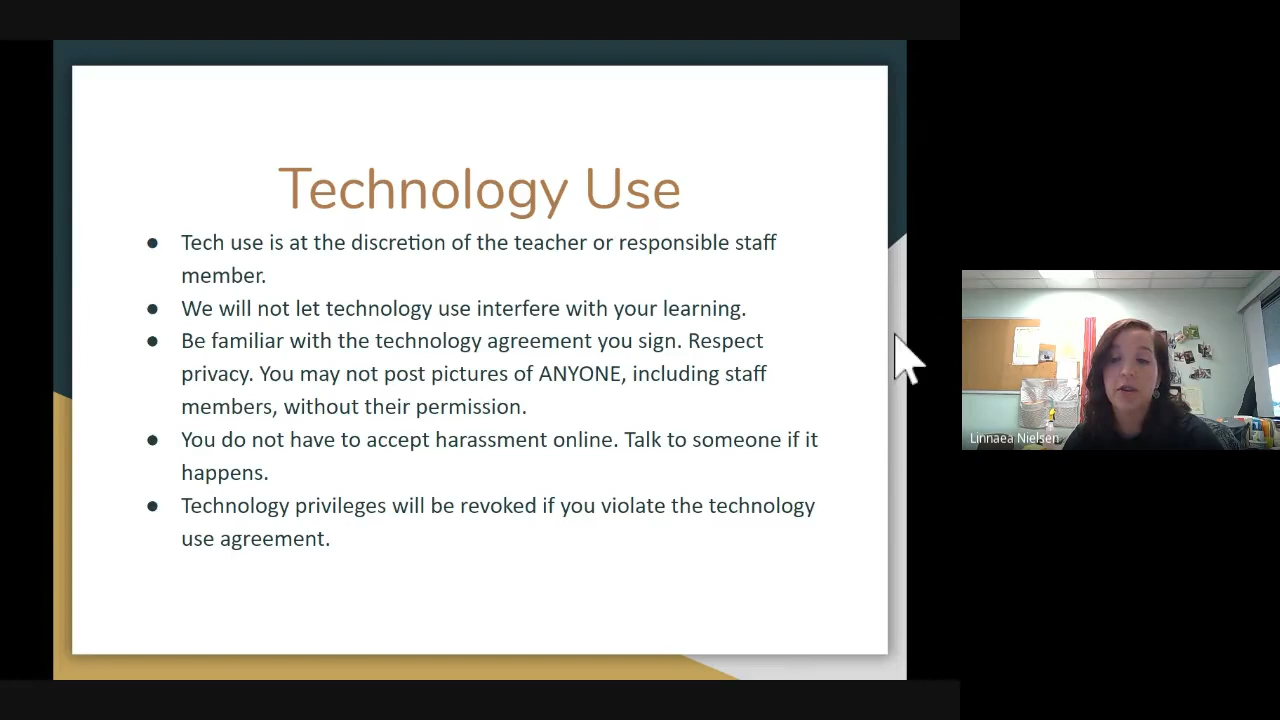 Technology Use
● Tech use is at the discretion of the teacher or responsible staff
member.
● We will not let technology use interfere with your learning.
● Be familiar with the technology agreement you sign. Respect
privacy. You may not post pictures of ANYONE, including staff
members, without their permission.
● You do not have to accept harassment online. Talk to someone if it
happens.
● Technology privileges will be revoked if you violate the technology
use agreement.
Linnaea Nielsen